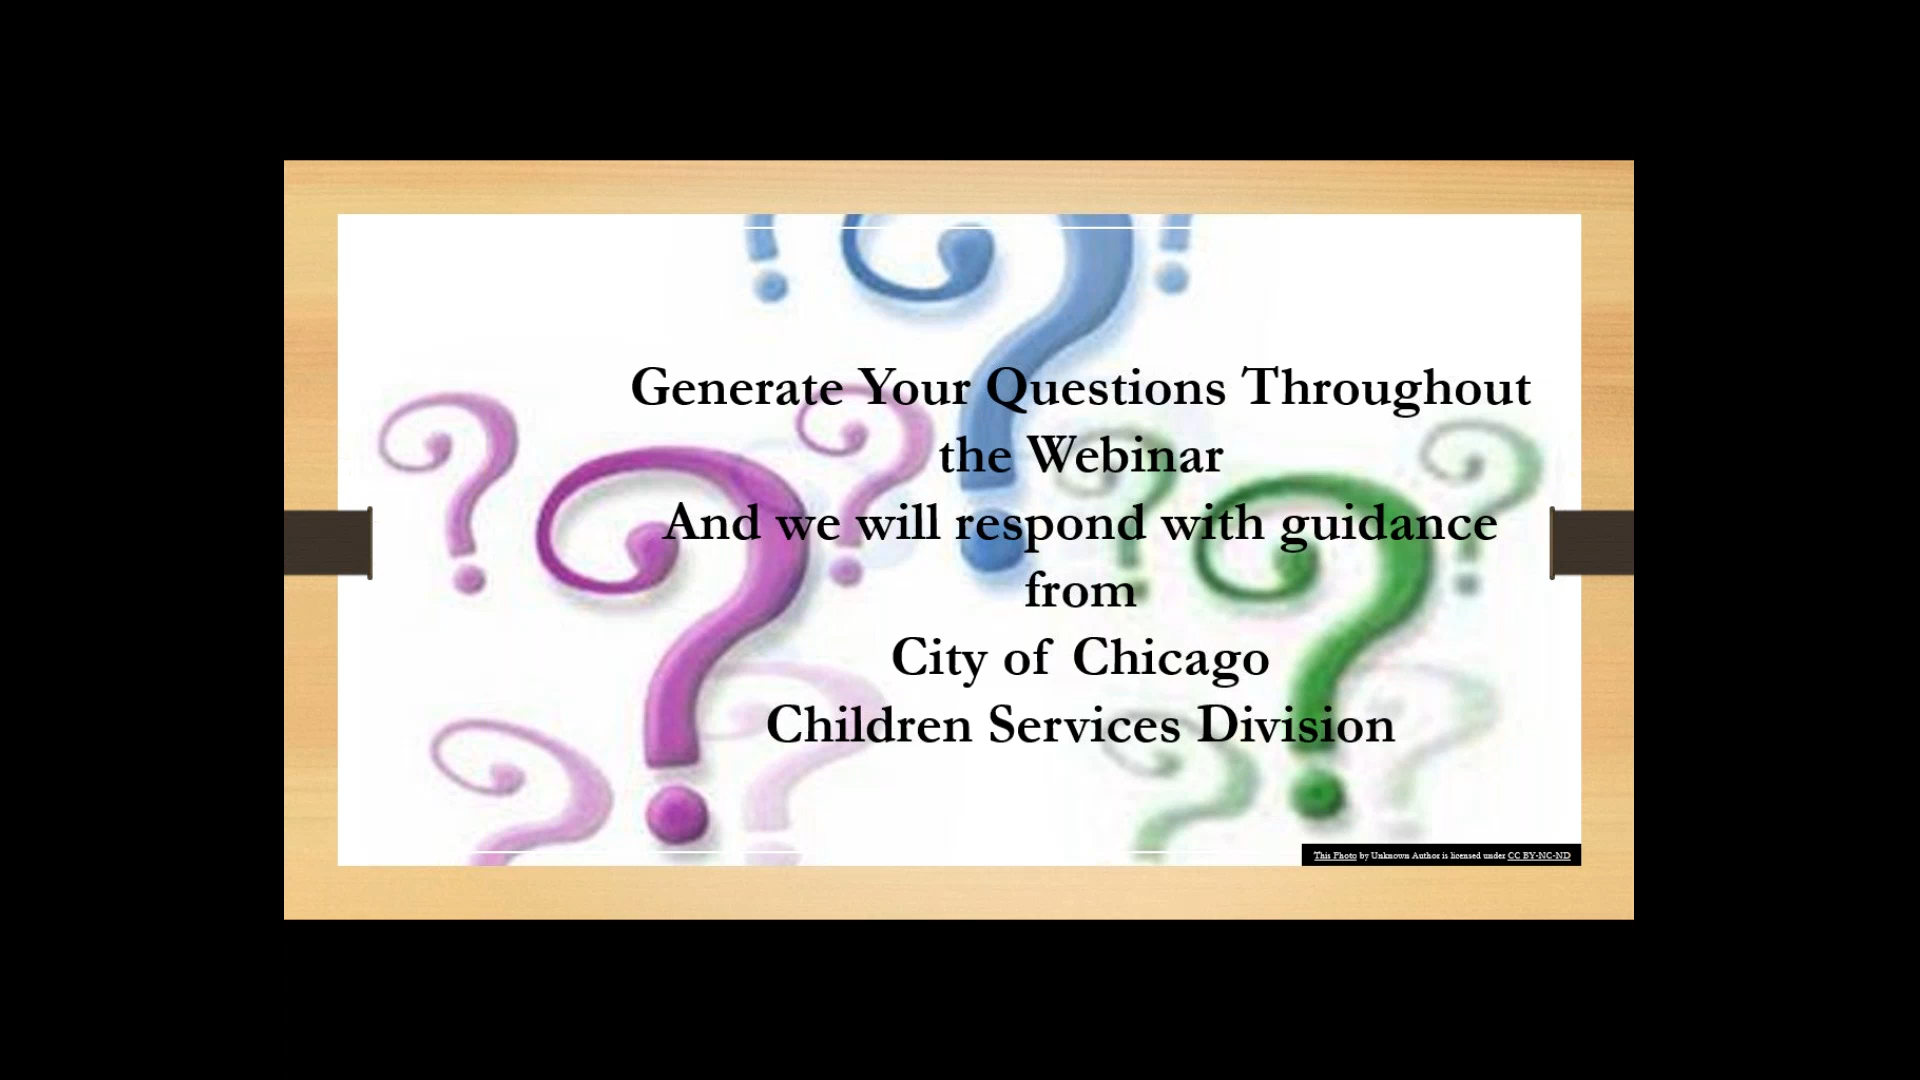 Generate Your Questions Throughout
the Webinar
And we will respond with guidance
from
City of Chicago
Children Services Division
This Photo by Unknown Author is licensed under CC BY-NC-ND